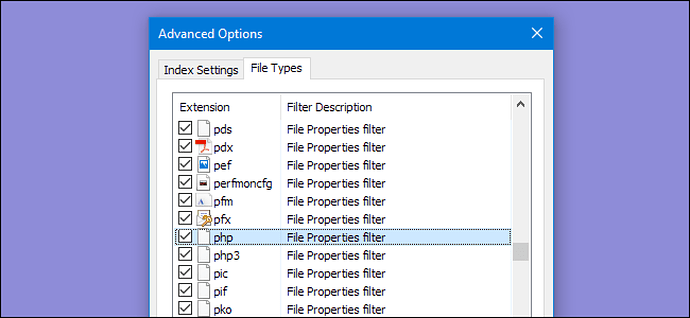 Advanced Options
Index Settings File Types
Extension Filter Description
pds File Properties filter
pdx File Properties filter
pef File Properties filter
perfmoncfg File Properties filter
pfm File Properties filter
pfx File Properties filter
php File Properties filter
php3 File Properties filter
pic File Properties filter
pif File Properties filter
pko File Properties filter